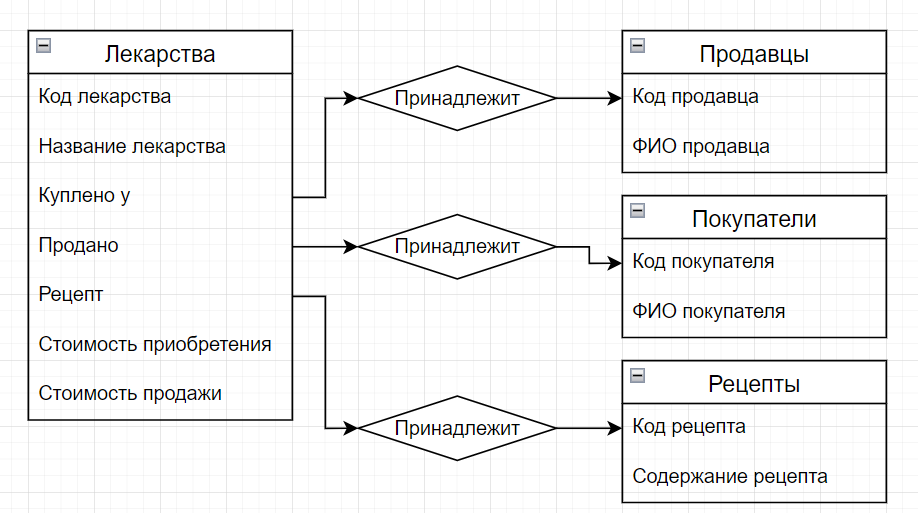 Лекарства
Код лекарства
Название лекарства
Куплено у
Продано
Рецепт
Стоимость приобретения
Стоимость продажи
Принадлежит
Принадлежит
Принадлежит
Продавцы
Код продавца
ФИО продавца
Покупатели
Код покупателя
ФИО покупателя
Рецепты
Код рецепта
Содержание рецепта